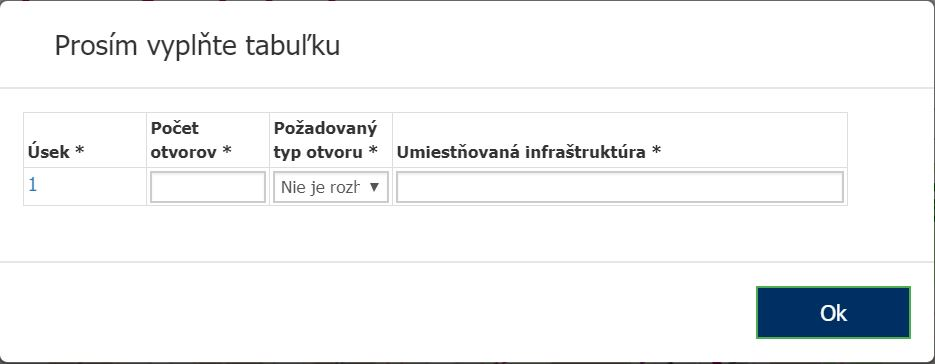 Prosím vyplňte tabuľku
Úsek *
Počet
otvorov *
Požadovaný
typ otvoru *
Umiestňovaná infraštruktúra *
1
Nie je rozh
Ok